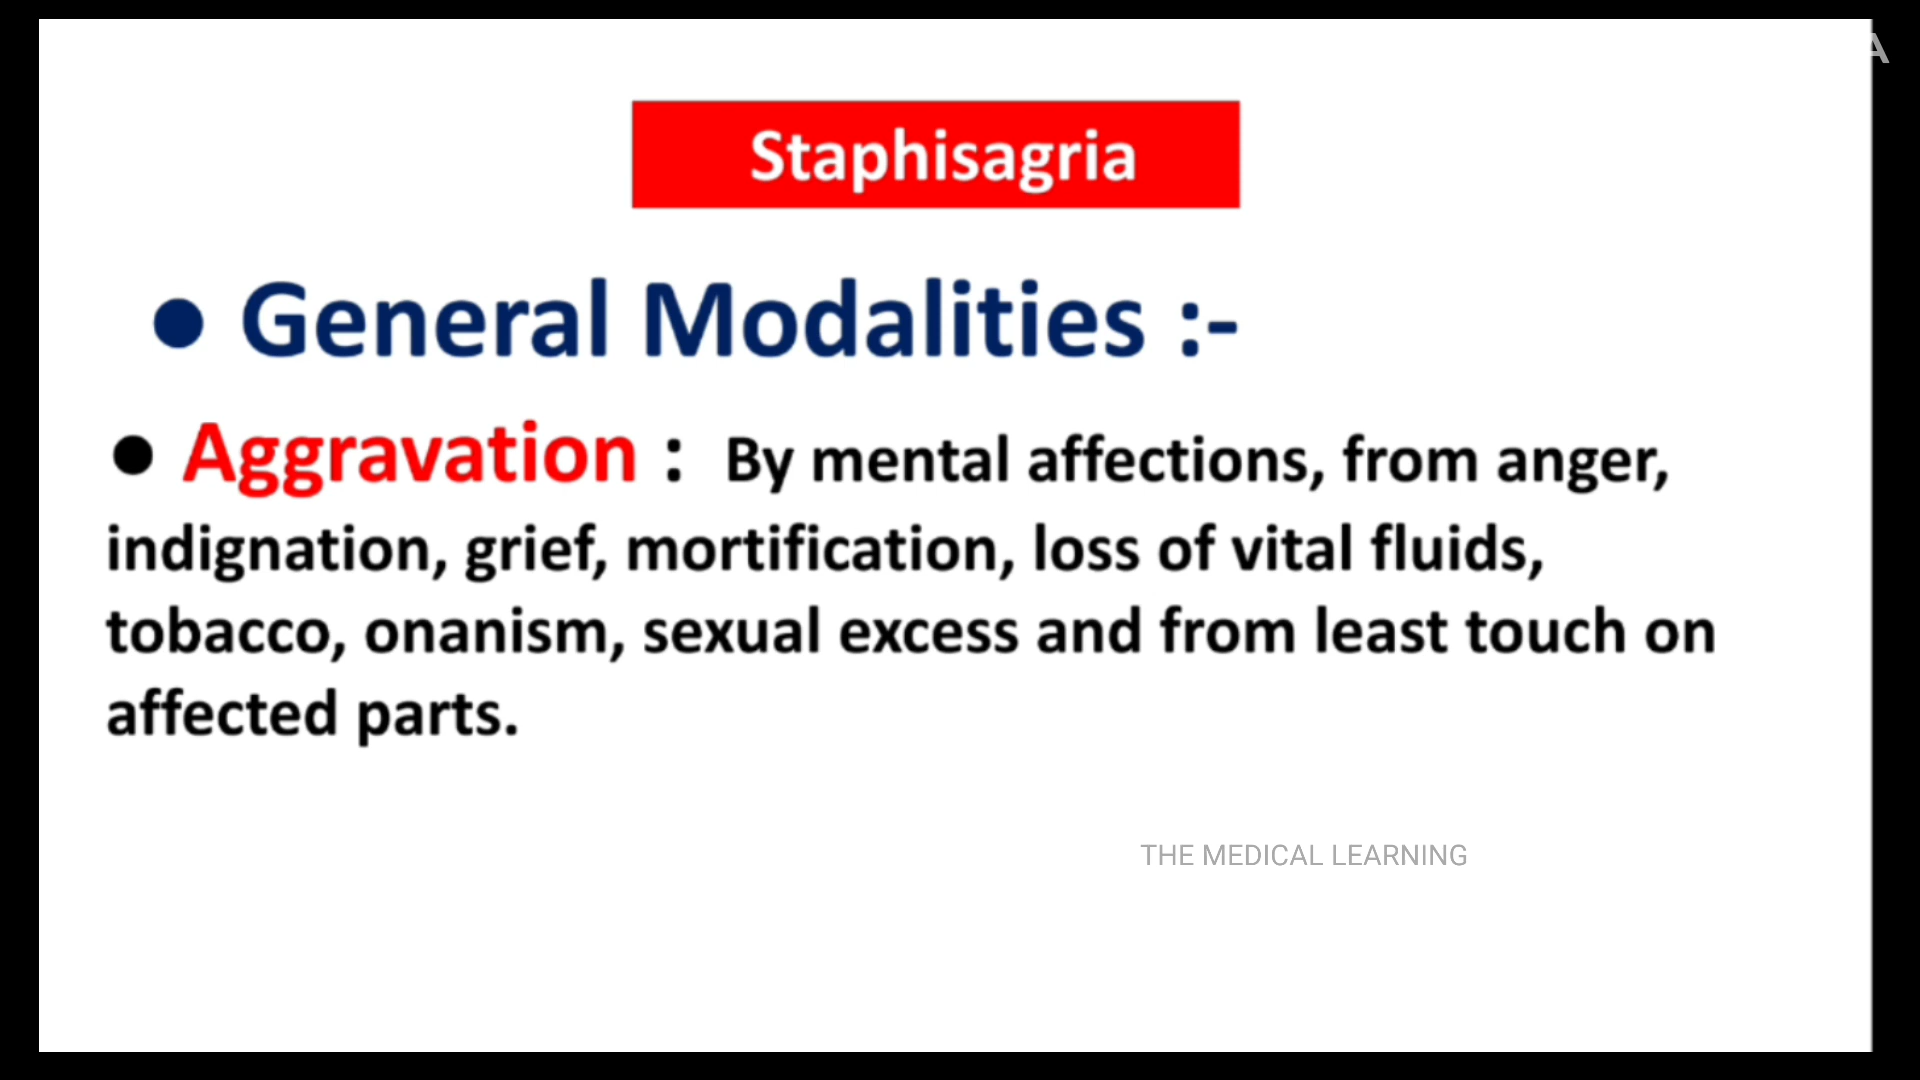 Staphisagria
● General Modalities :-
● Aggravation : By mental affections, from anger,
indignation, grief, mortification, loss of vital fluids,
tobacco, onanism, sexual excess and from least touch on
affected parts.
THE MEDICAL LEARNING